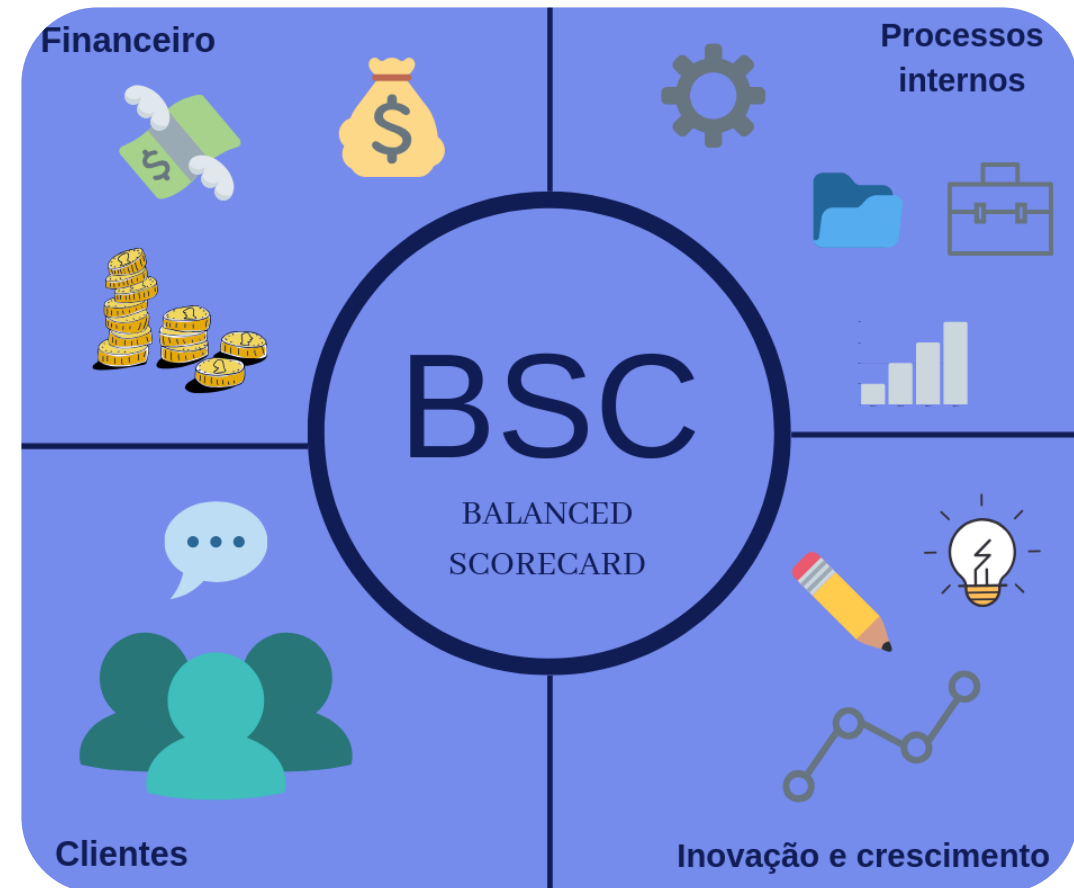 Financeiro
Processos
internos
$
$
BSC
BALANCED
SCORECARD
Clientes
Inovação e crescimento